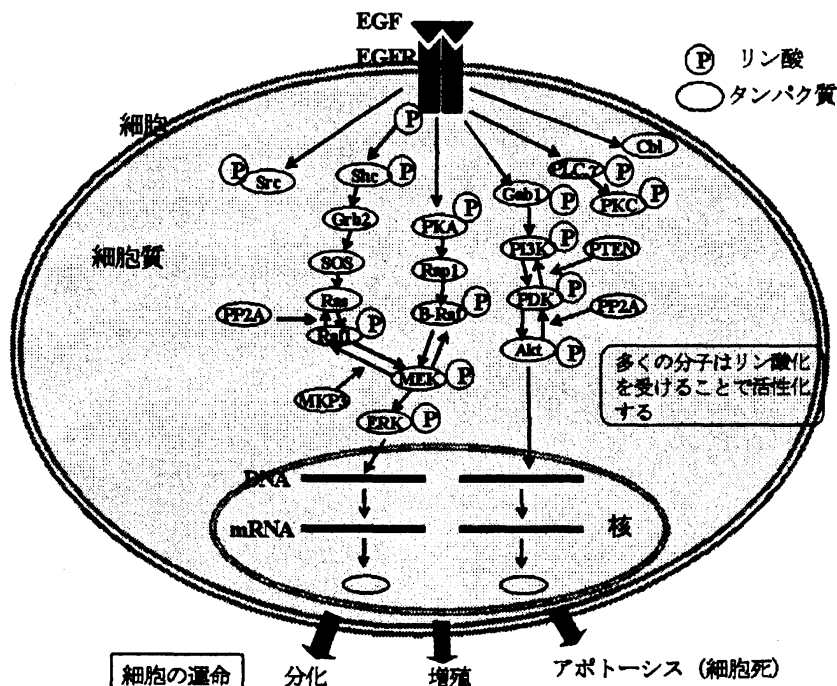 EGF
EGFR
P リン酸
タンパク質
細胞
P
Cbl
P
Src
Shc
P
PLCγ
P
Gab1
P
PKC
P
Grb2
PKA
P
細胞質
SOS
Rap1
PI3K
P
PTEN
Ras
PP2A
Raf1
P
B-Raf
P
PDK
P
PP2A
Akt
P
MEK
P
MKP3
ERK
P
多くの分子はリン酸化
を受けることで活性化
する
DNA
mRNA
核
細胞の運命
分化
増殖
アポトーシス (細胞死)